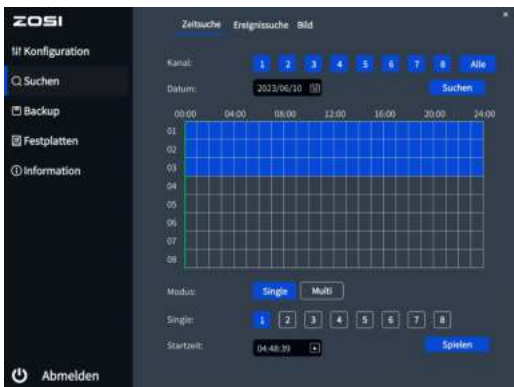 ZOSI
Konfiguration
Suchen
Backup
Festplatten
Information
Abmelden
Zeitsuche Ereignissuche Bild
Kanal: 1 2 3 4 5 6 7 8 Alle
Datum: 2023/06/10 Suchen
00:00 04:00 08:00 12:00 16:00 20:00 24:00
01
02
03
04
05
06
07
08
Modus: Single Multi
Single: 1 2 3 4 5 6 7 8
Startzeit: 04:48:39 Spielen